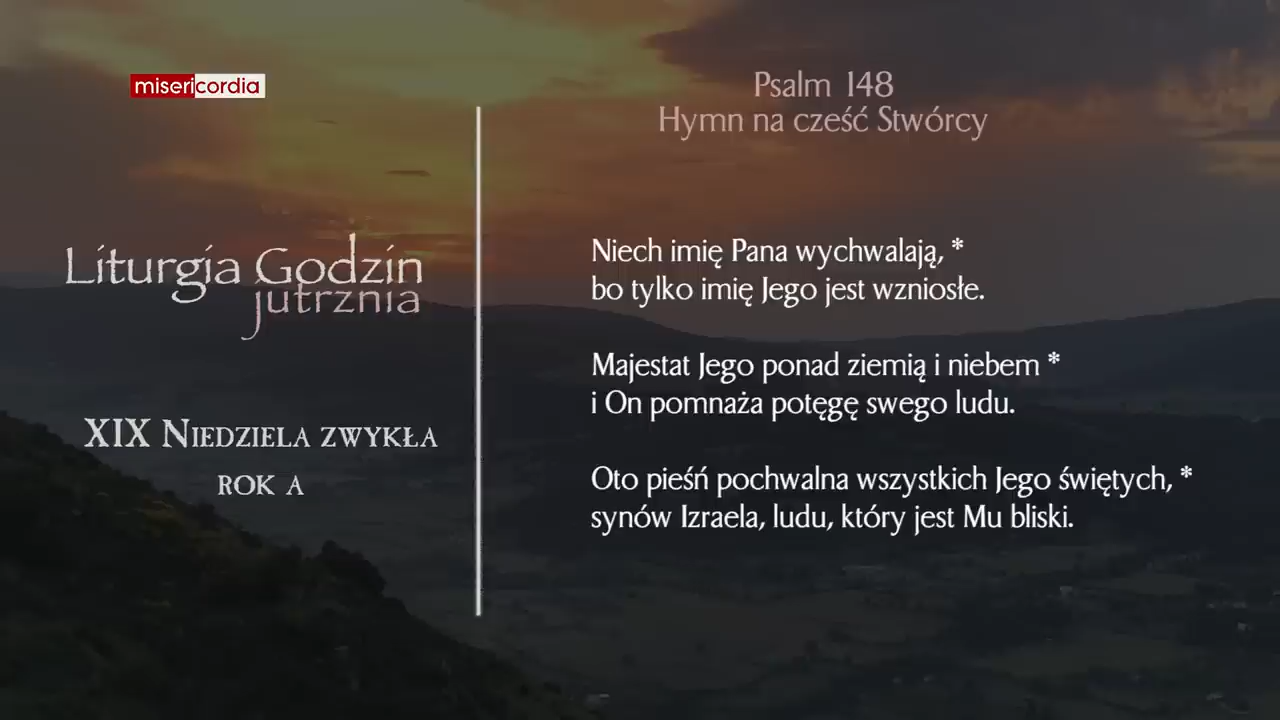 misericordia
Liturgia Godzin
jutrznia
XIX Niedziela zwykła
rok A
Psalm 148
Hymn na cześć Stwórcy
Niech imię Pana wychwalają, *
bo tylko imię Jego jest wzniosłe.
Majestat Jego ponad ziemią i niebem *
i On pomnaża potęgę swego ludu.
Oto pieśń pochwalna wszystkich Jego świętych, *
synów Izraela, ludu, który jest Mu bliski.